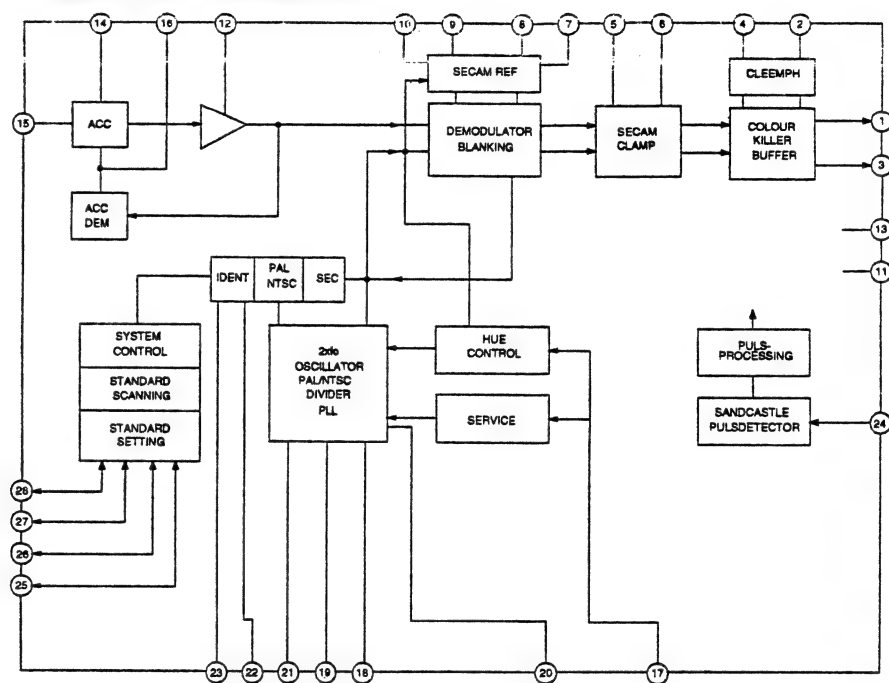 14 16 12 10 9 8 7 5 6 4 2
SECAM REF
CLEEMPH
15
ACC
DEMODULATOR
BLANKING
SECAM
CLAMP
COLOUR
KILLER
BUFFER
1
3
ACC
DEM
13
11
IDENT
PAL
NTSC
SEC
SYSTEM
CONTROL
STANDARD
SCANNING
STANDARD
SETTING
2xfc
OSCILLATOR
PAL/NTSC
DIVIDER
PLL
HUE
CONTROL
SERVICE
PULS-
PROCESSING
SANDCASTLE
PULSDETECTOR
24
28
27
26
25
23 22 21 19 18 20 17